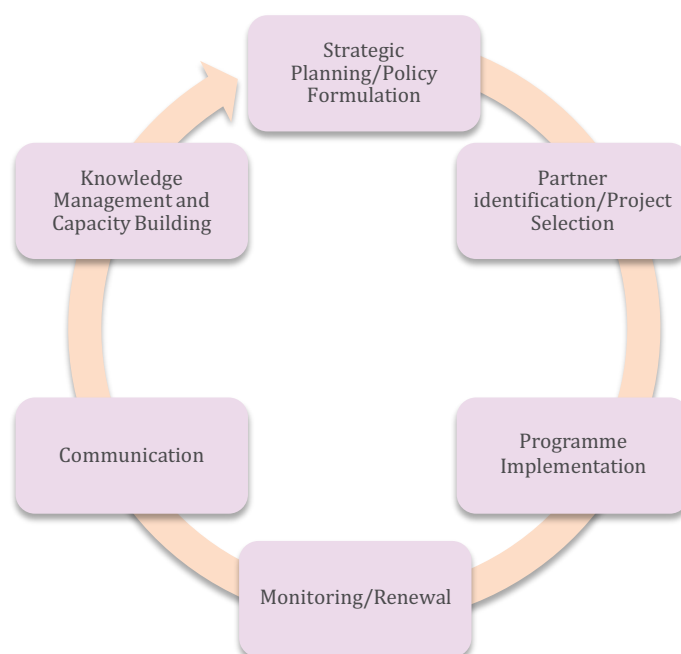 Strategic
Planning/Policy
Formulation
Partner
identification/Project
Selection
Programme
Implementation
Monitoring/Renewal
Communication
Knowledge
Management and
Capacity Building